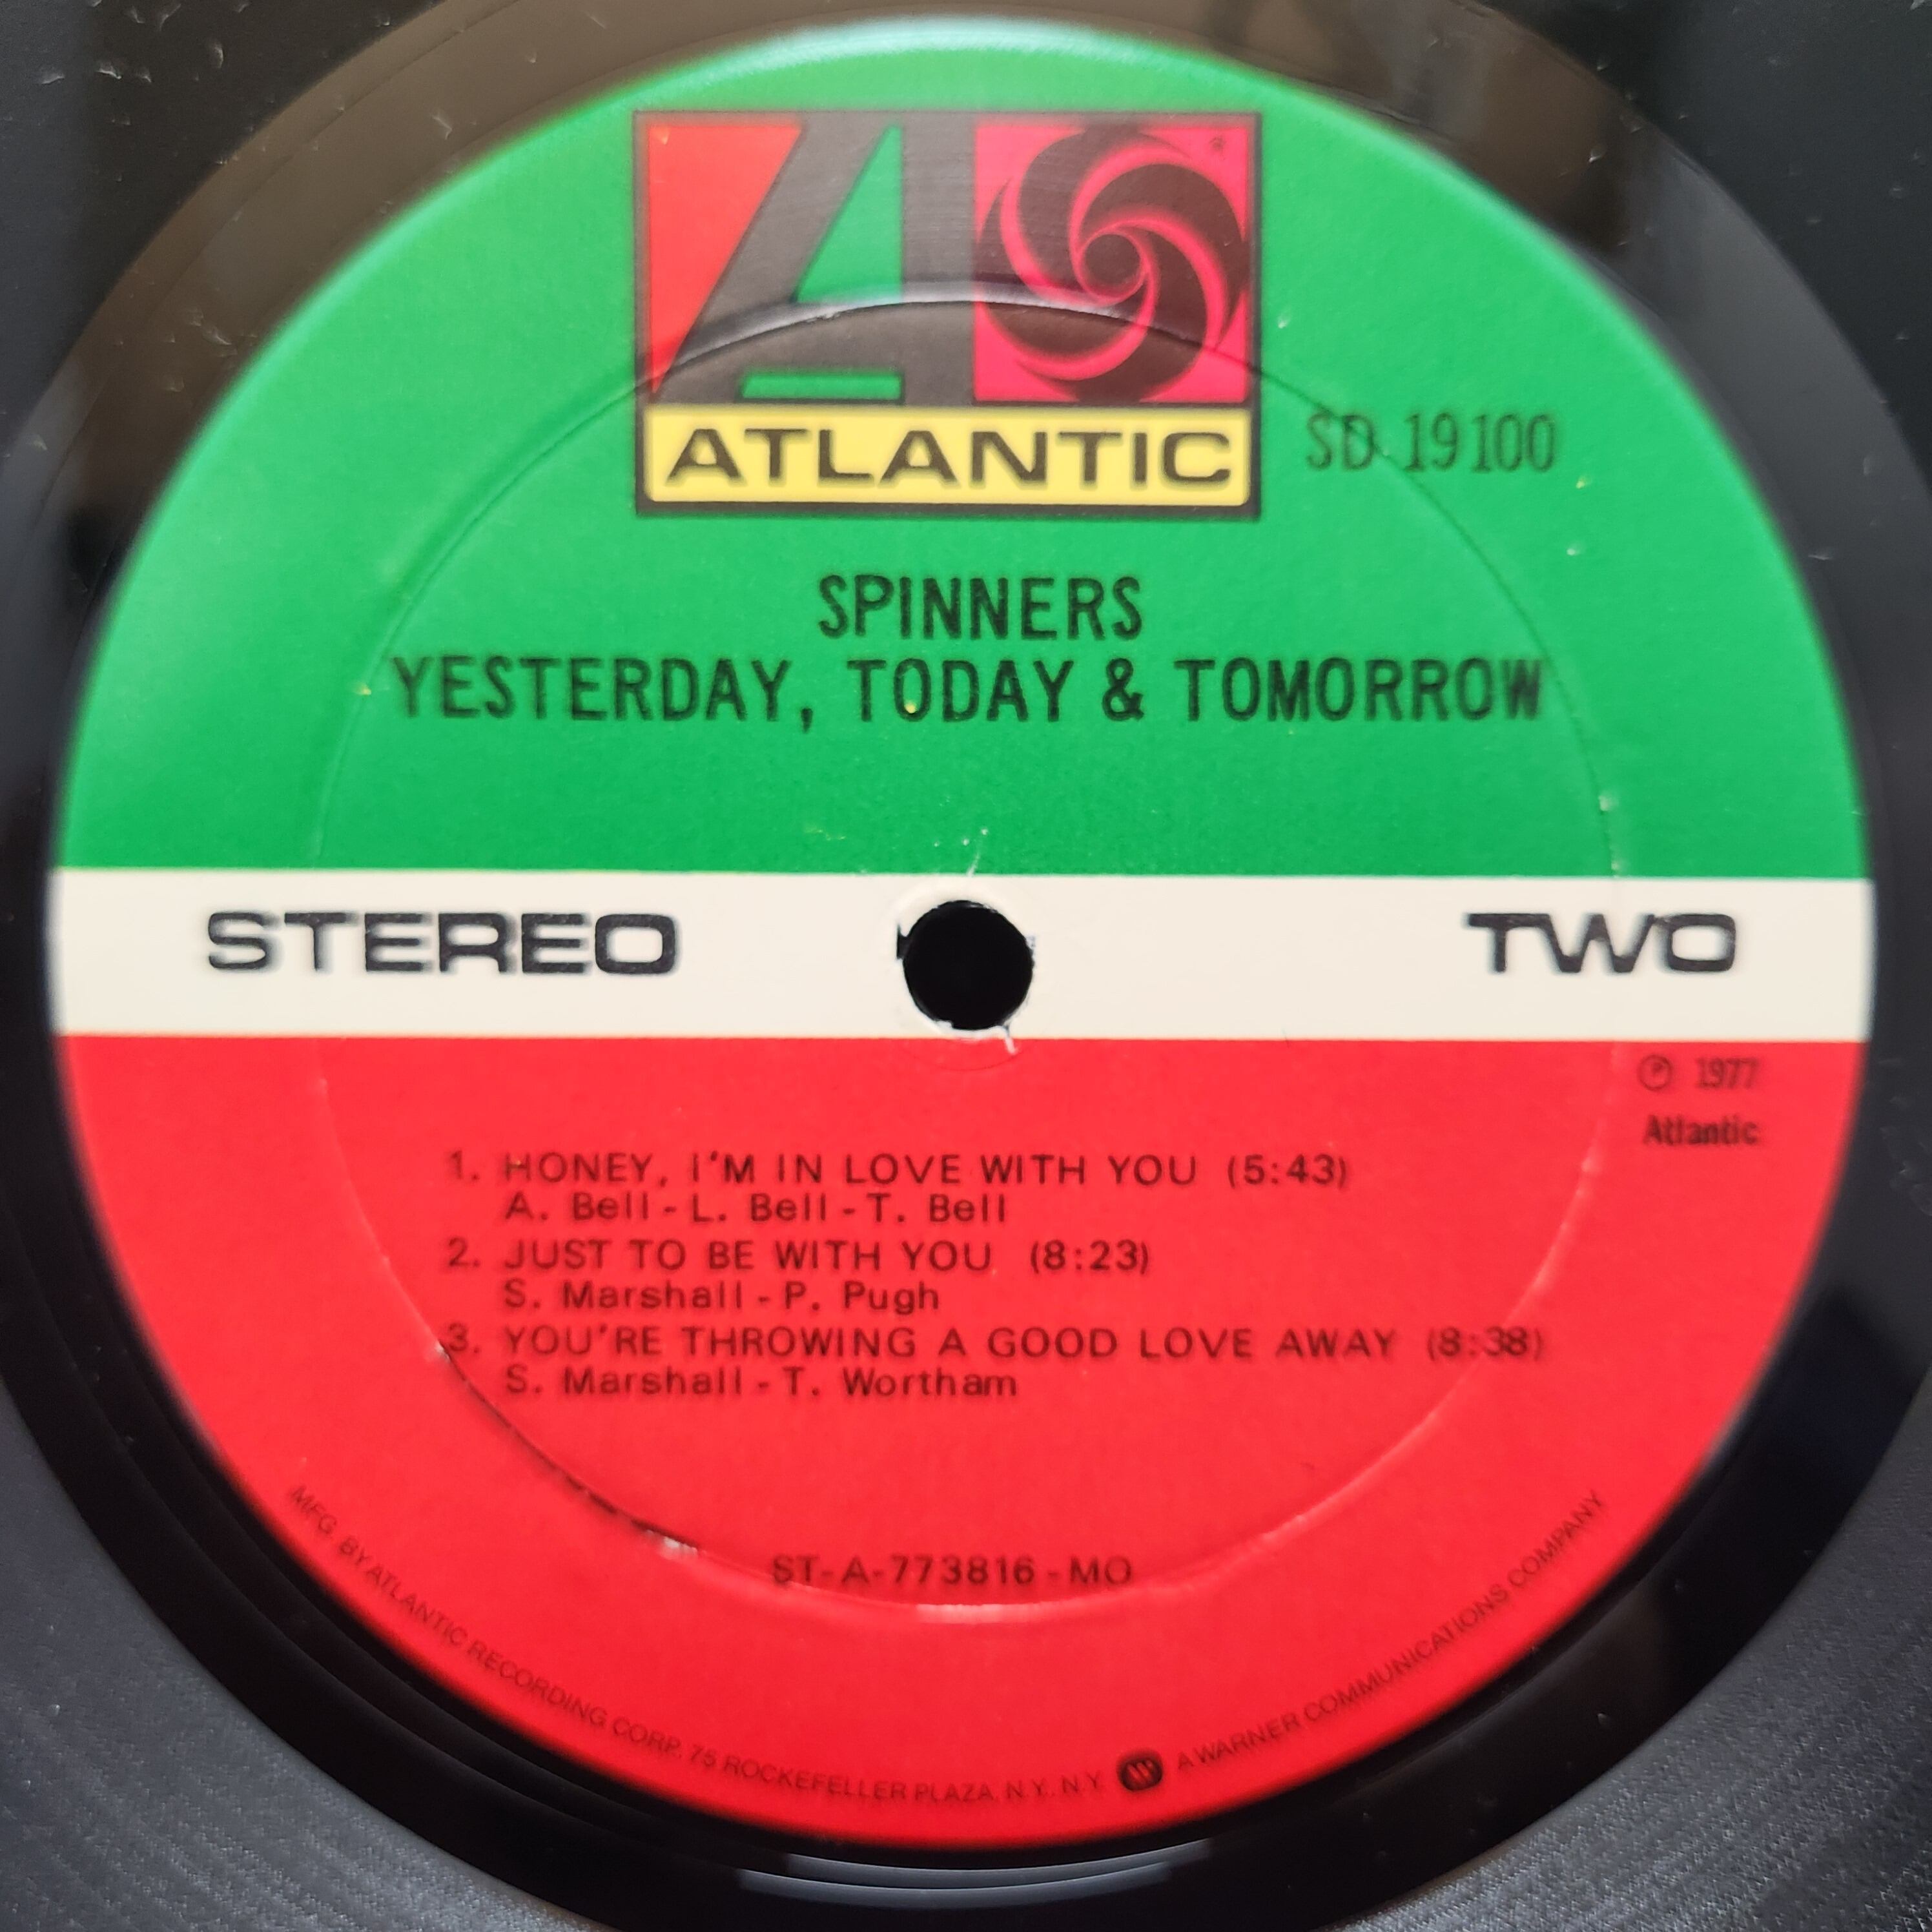 ATLANTIC
SD 19100
SPINNERS
YESTERDAY, TODAY & TOMORROW
STEREO
TWO
℗ 1977
Atlantic
1. HONEY, I'M IN LOVE WITH YOU (5:43)
A. Bell - L. Bell - T. Bell
2. JUST TO BE WITH YOU (8:23)
S. Marshall - P. Pugh
3. YOU'RE THROWING A GOOD LOVE AWAY (8:38)
S. Marshall - T. Wortham
ST-A-773816-MO
MFG. BY ATLANTIC RECORDING CORP. 75 ROCKEFELLER PLAZA, N.Y. N.Y. A WARNER COMMUNICATIONS COMPANY